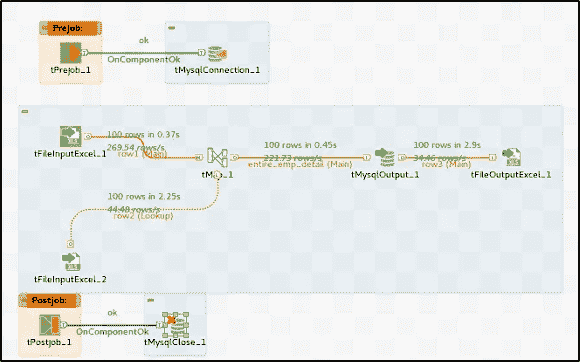 Prejob:
ok
OnComponentOk
tPrejob_1
tMysqlConnection_1
100 rows in 0.37s
269.54 rows/s
row1 (Main)
tFileInputExcel_1
tMap_1
100 rows in 0.45s
221.73 rows/s
entire_emp_detail (Main)
tMysqlOutput_1
100 rows in 2.9s
34.46 rows/s
row3 (Main)
tFileOutputExcel_1
100 rows in 2.25s
44.48 rows/s
row2 (Lookup)
tFileInputExcel_2
Postjob:
ok
OnComponentOk
tPostjob_1
tMysqlClose_1